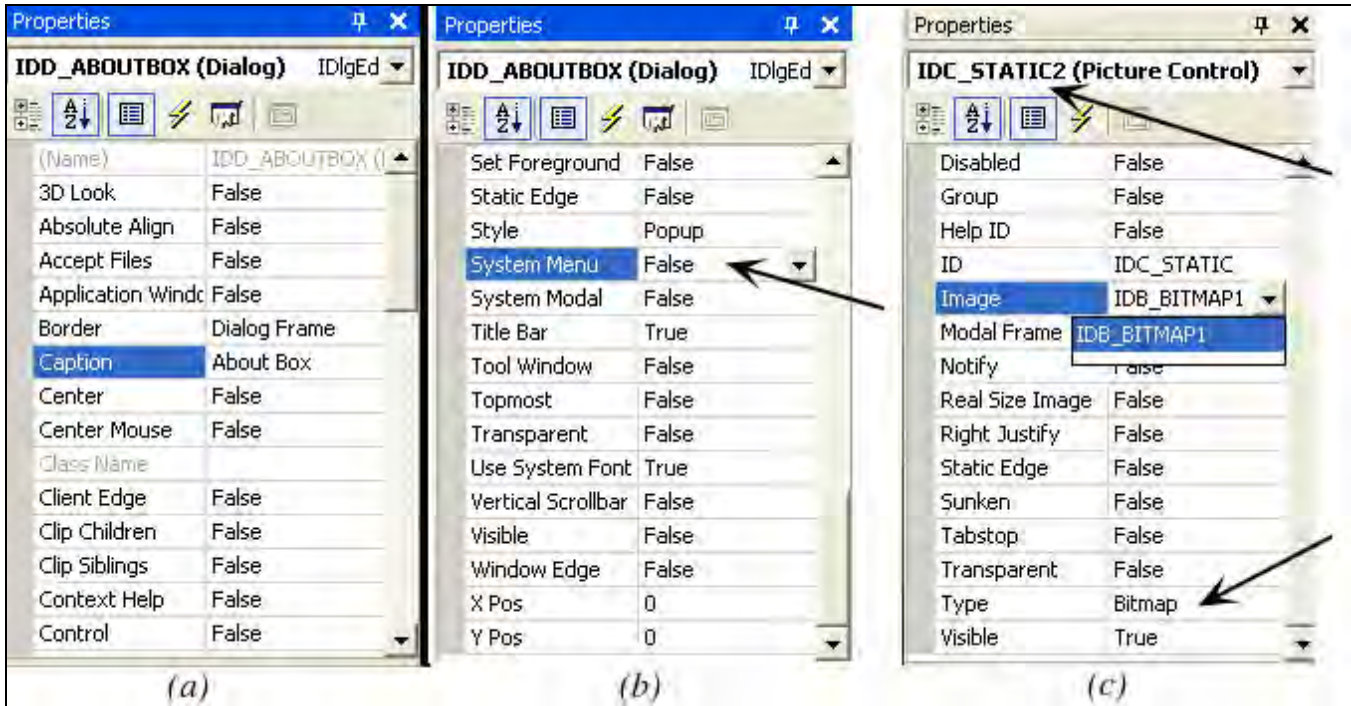 Properties
IDD_ABOUTBOX (Dialog) IDlgEd
(Name) IDD_ABOUTBOX (
3D Look False
Absolute Align False
Accept Files False
Application Windo False
Border Dialog Frame
Caption About Box
Center False
Center Mouse False
Class Name
Client Edge False
Clip Children False
Clip Siblings False
Context Help False
Control False
(a)
Properties
IDD_ABOUTBOX (Dialog) IDlgEd
Set Foreground False
Static Edge False
Style Popup
System Menu False
System Modal False
Title Bar True
Tool Window False
Topmost False
Transparent False
Use System Font True
Vertical Scrollbar False
Visible False
Window Edge False
X Pos 0
Y Pos 0
(b)
Properties
IDC_STATIC2 (Picture Control)
Disabled False
Group False
Help ID False
ID IDC_STATIC
Image IDB_BITMAP1
Modal Frame IDB_BITMAP1
Notify False
Real Size Image False
Right Justify False
Static Edge False
Sunken False
Tabstop False
Transparent False
Type Bitmap
Visible True
(c)